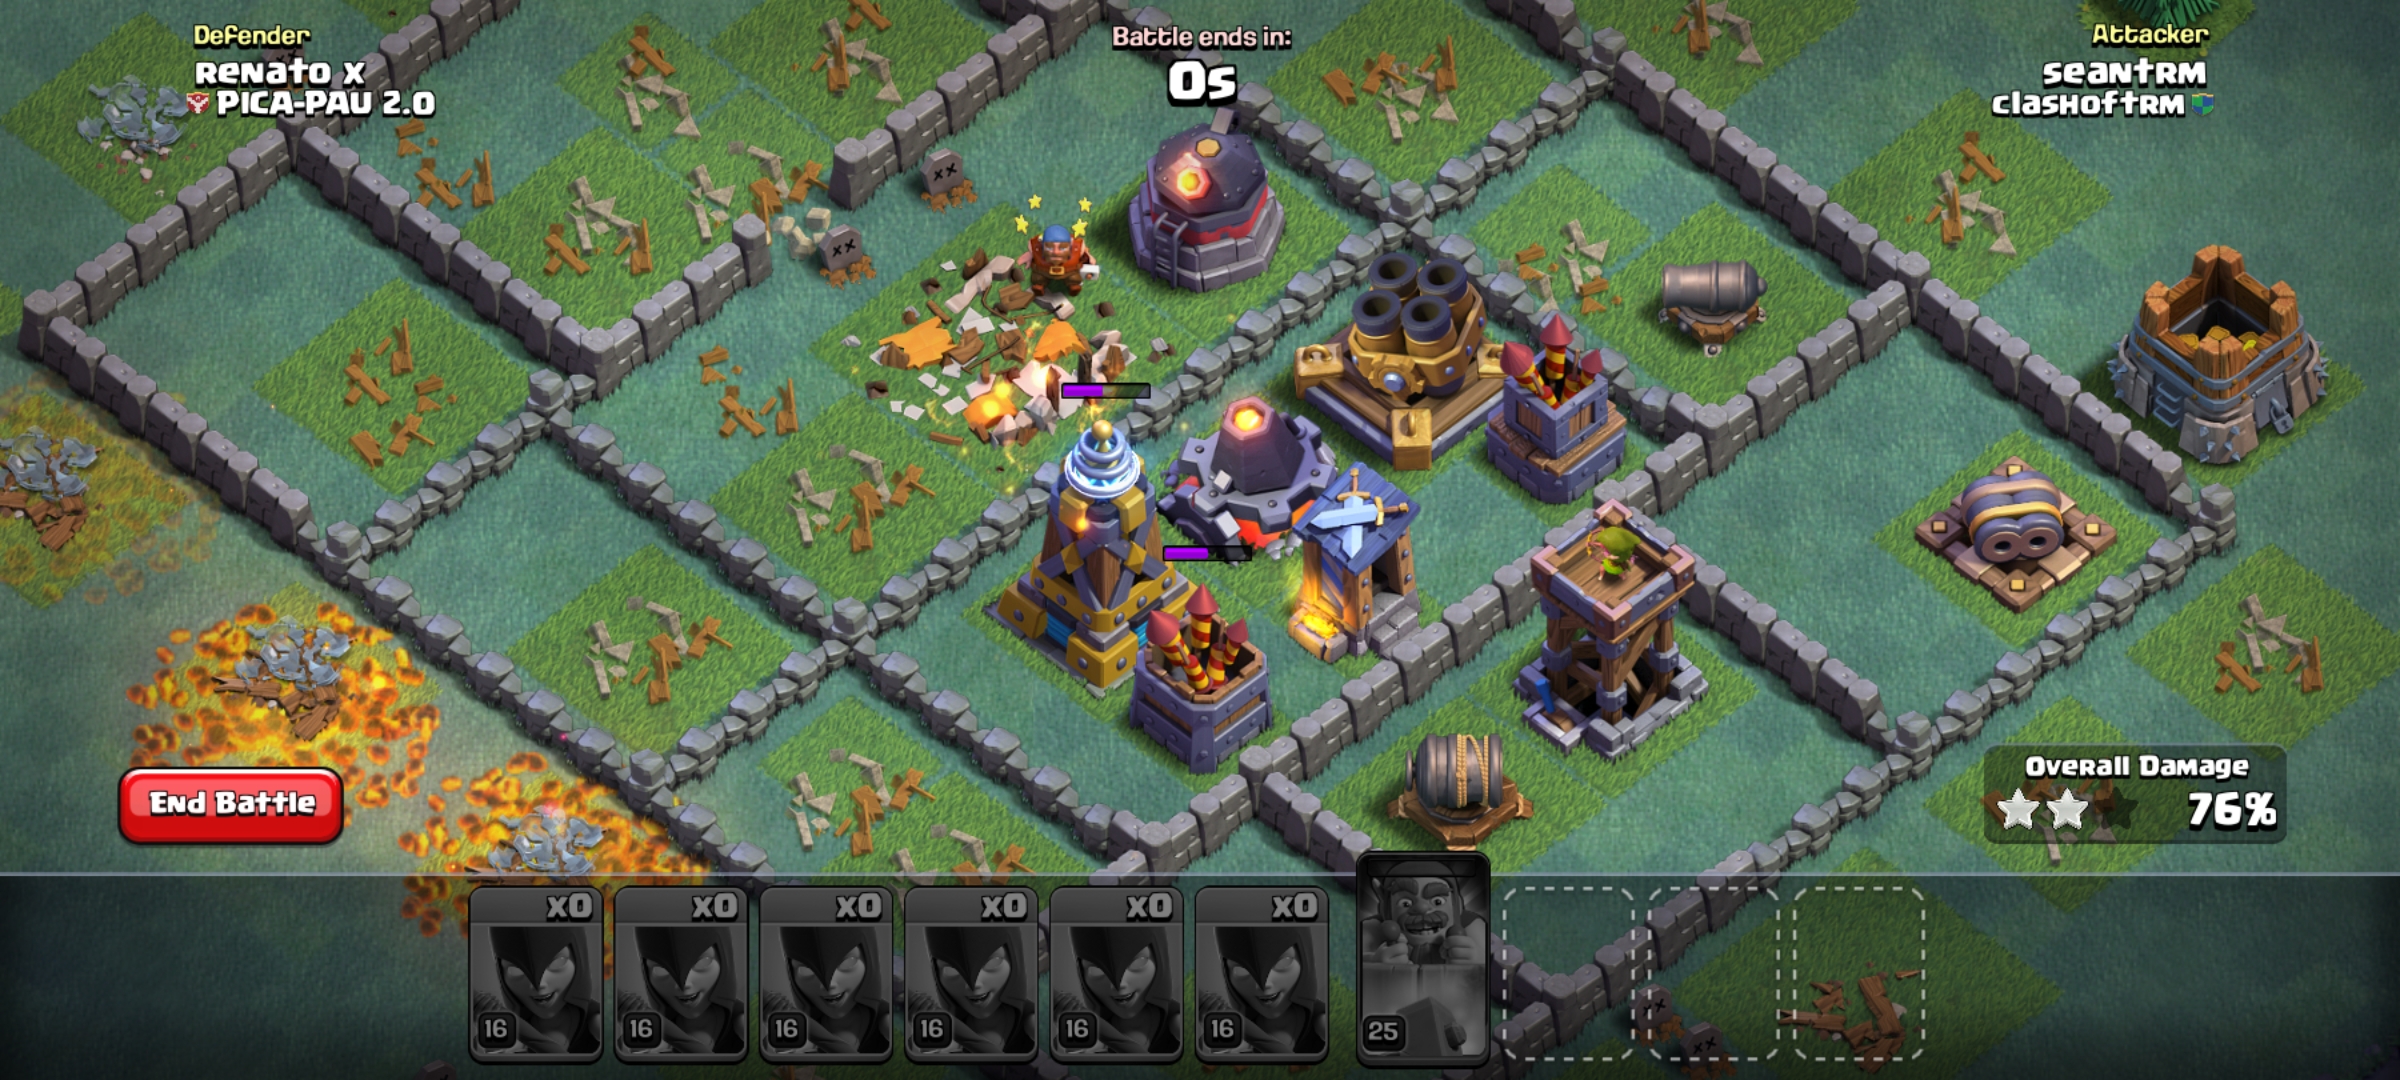 Defender
Renato x
PICA-PAU 2.0
Battle ends in:
0s
Attacker
seantrm
clashoftrm
End Battle
Overall Damage
76%
x0
x0
x0
x0
x0
x0
16
16
16
16
16
16
25